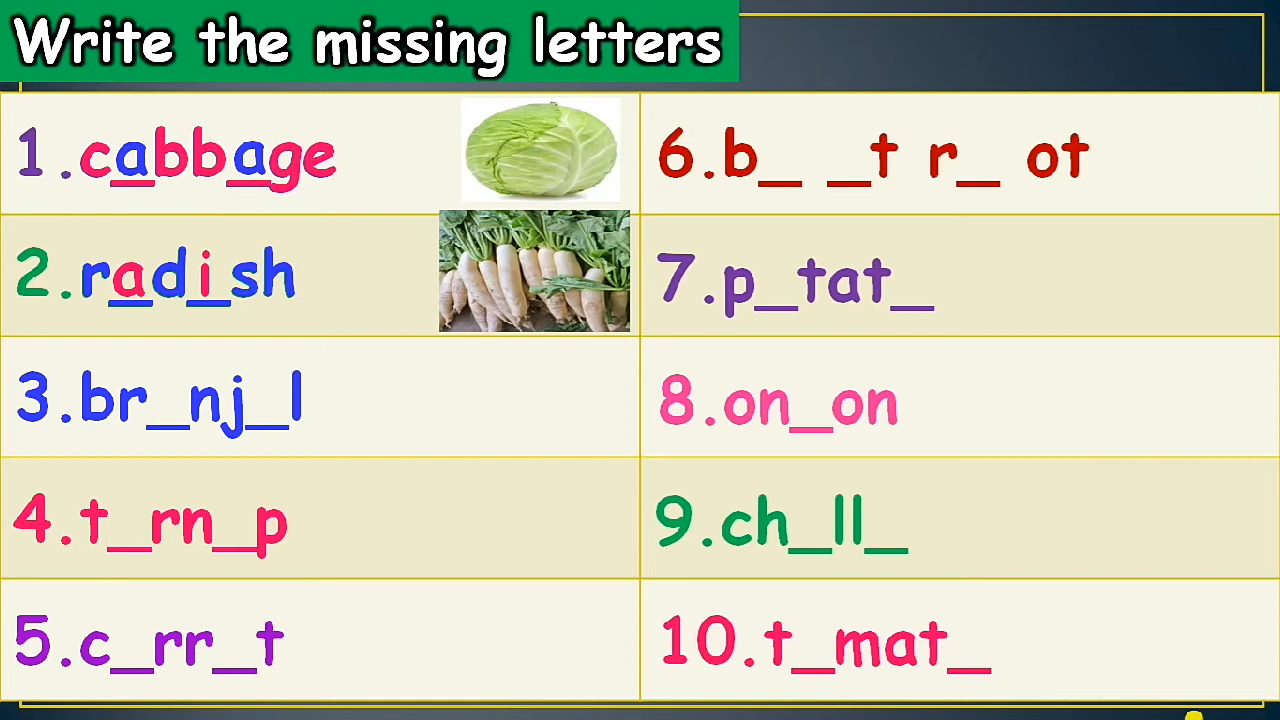 Write the missing letters
1.cabbage
2.radish
3.br_nj_l
4.t_rn_p
5.c_rr_t
6.b_ _t r_ ot
7.p_tat_
8.on_on
9.ch_ll_
10.t_mat_